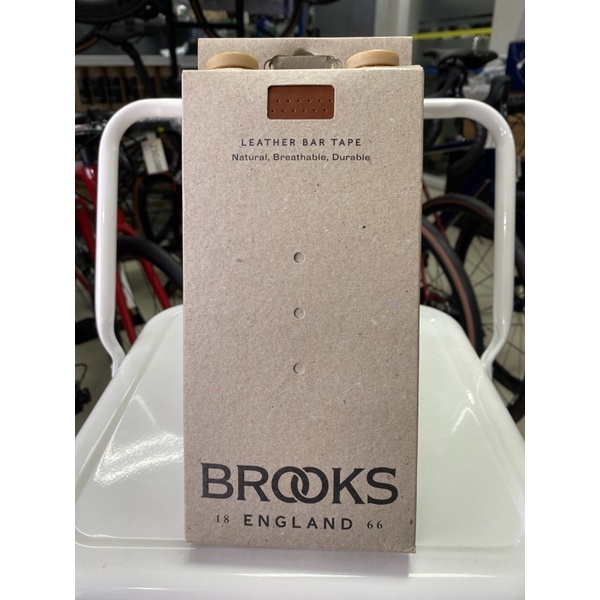 LEATHER BAR TAPE
Natural, Breathable, Durable
BROOKS
18 ENGLAND 66